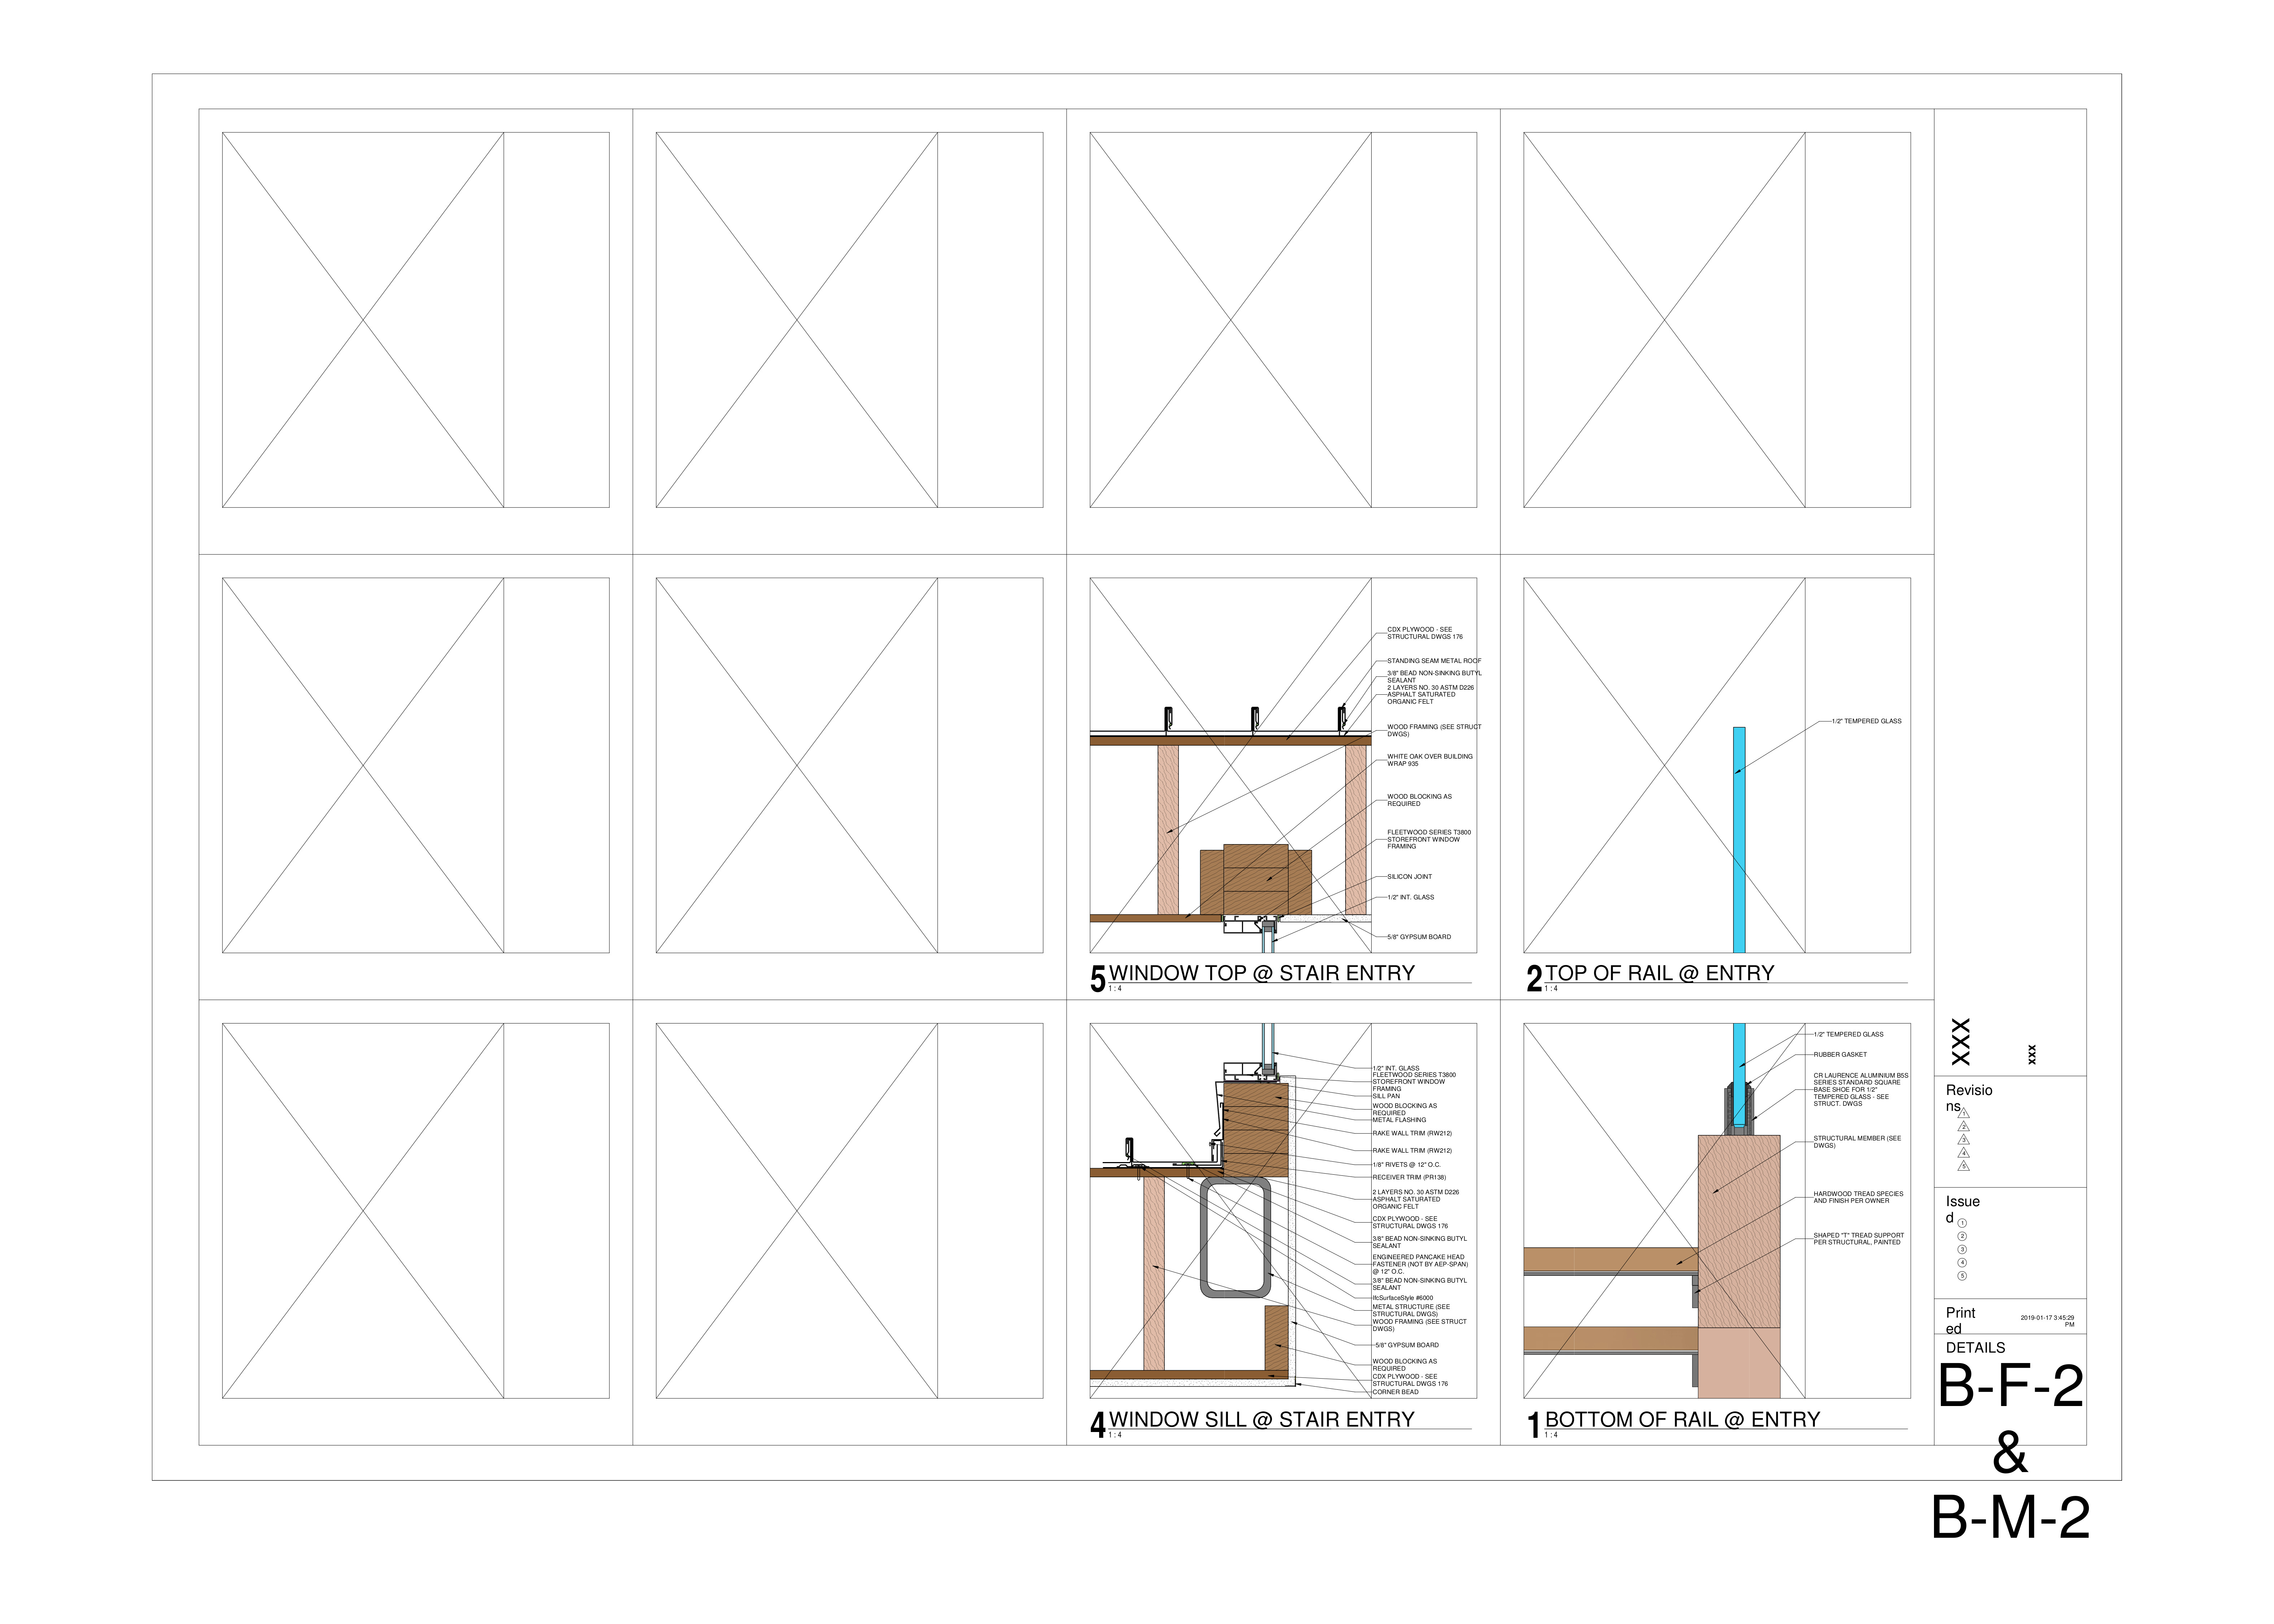 CDX PLYWOOD - SEE
STRUCTURAL DWGS 176
STANDING SEAM METAL ROOF
3/8" BEAD NON-SINKING BUTYL
SEALANT
2 LAYERS NO. 30 ASTM D226
ASPHALT SATURATED
ORGANIC FELT
WOOD FRAMING (SEE STRUCT
DWGS)
WHITE OAK OVER BUILDING
WRAP 935
WOOD BLOCKING AS
REQUIRED
FLEETWOOD SERIES T3800
STOREFRONT WINDOW
FRAMING
SILICON JOINT
1/2" INT. GLASS
5/8" GYPSUM BOARD
5 WINDOW TOP @ STAIR ENTRY
1 : 4
1/2" TEMPERED GLASS
2 TOP OF RAIL @ ENTRY
1 : 4
1/2" INT. GLASS
FLEETWOOD SERIES T3800
STOREFRONT WINDOW
FRAMING
SILL PAN
WOOD BLOCKING AS
REQUIRED
METAL FLASHING
RAKE WALL TRIM (RW212)
RAKE WALL TRIM (RW212)
1/8" RIVETS @ 12" O.C.
RECEIVER TRIM (PR138)
2 LAYERS NO. 30 ASTM D226
ASPHALT SATURATED
ORGANIC FELT
CDX PLYWOOD - SEE
STRUCTURAL DWGS 176
3/8" BEAD NON-SINKING BUTYL
SEALANT
ENGINEERED PANCAKE HEAD
FASTENER (NOT BY AEP-SPAN)
@ 12" O.C.
3/8" BEAD NON-SINKING BUTYL
SEALANT
IfcSurfaceStyle #6000
METAL STRUCTURE (SEE
STRUCTURAL DWGS)
WOOD FRAMING (SEE STRUCT
DWGS)
5/8" GYPSUM BOARD
WOOD BLOCKING AS
REQUIRED
CDX PLYWOOD - SEE
STRUCTURAL DWGS 176
CORNER BEAD
4 WINDOW SILL @ STAIR ENTRY
1 : 4
1/2" TEMPERED GLASS
RUBBER GASKET
CR LAURENCE ALUMINIUM B5S
SERIES STANDARD SQUARE
BASE SHOE FOR 1/2"
TEMPERED GLASS - SEE
STRUCT. DWGS
STRUCTURAL MEMBER (SEE
DWGS)
HARDWOOD TREAD SPECIES
AND FINISH PER OWNER
SHAPED "T" TREAD SUPPORT
PER STRUCTURAL, PAINTED
1 BOTTOM OF RAIL @ ENTRY
1 : 4
XXX
XXX
Revisio
ns
1
2
3
4
5
Issue
d
1
2
3
4
5
Print
ed
2019-01-17 3:45:29
PM
DETAILS
B-F-2
&
B-M-2